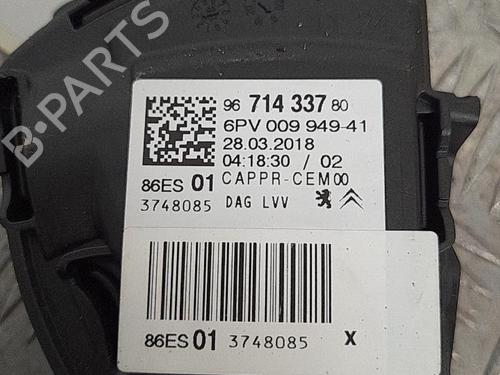 B-PARTS
96 714 337 80
6PV 009 949-41
28.03.2018
04:18:30 / 02
86ES 01 CAPPR-CEM00
3748085 DAG LVV
86ES 01 3748085 X